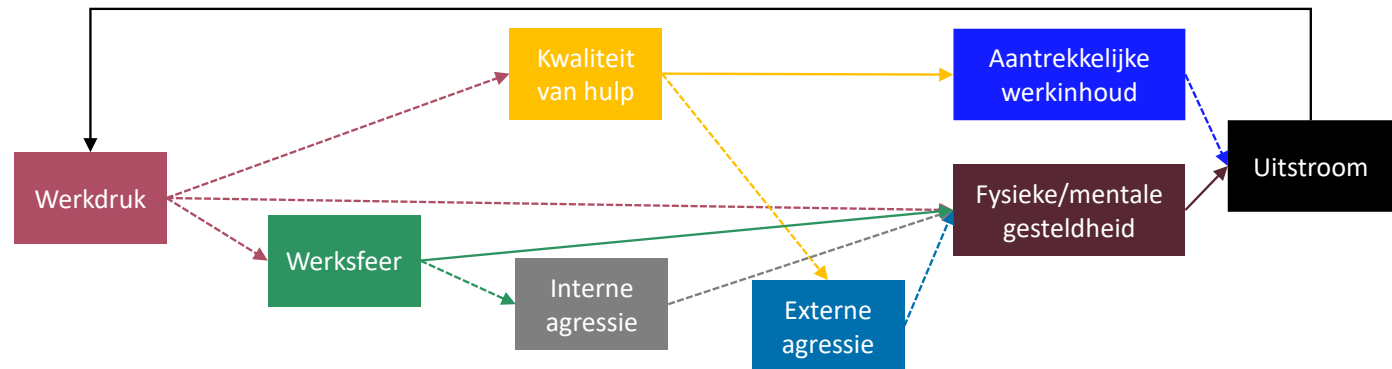 Kwaliteit
van hulp
Aantrekkelijke
werkinhoud
Werkdruk
Uitstroom
Fysieke/mentale
gesteldheid
Werksfeer
Interne
agressie
Externe
agressie